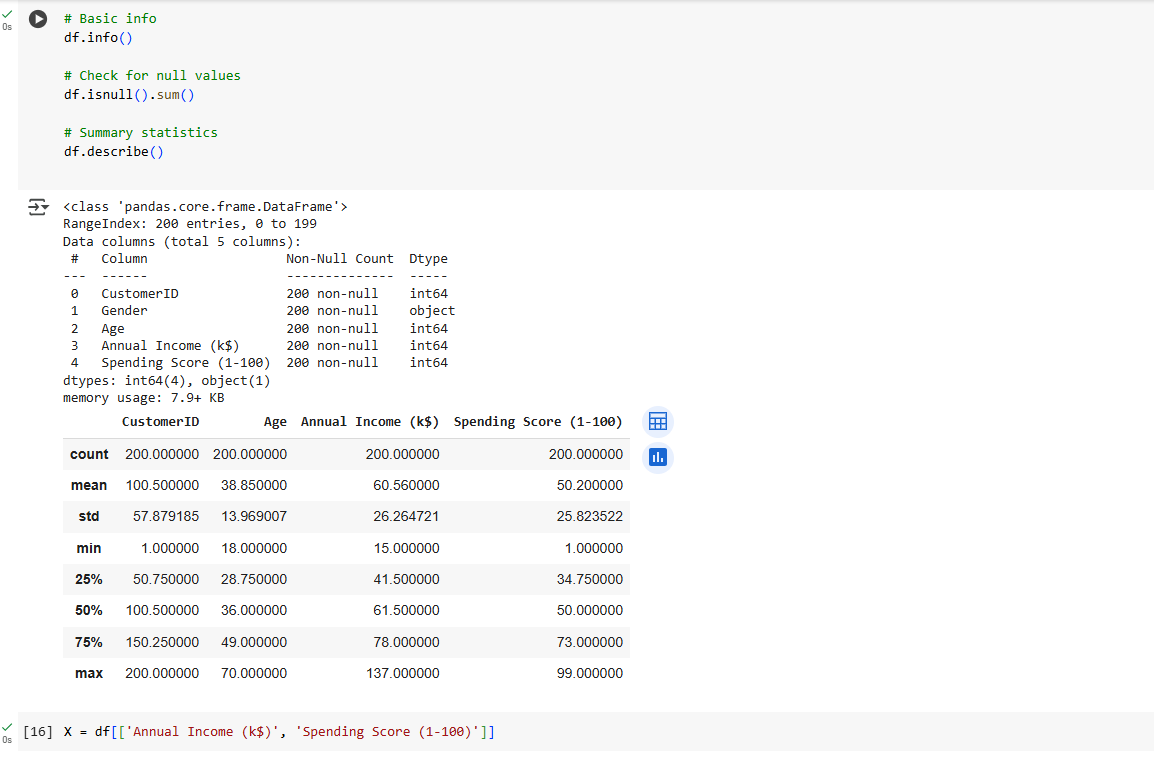 0s
# Basic info
df.info()
# Check for null values
df.isnull().sum()
# Summary statistics
df.describe()
<class 'pandas.core.frame.DataFrame'>
RangeIndex: 200 entries, 0 to 199
Data columns (total 5 columns):
 #   Column                  Non-Null Count  Dtype
---  ------                  --------------  -----
 0   CustomerID              200 non-null    int64
 1   Gender                  200 non-null    object
 2   Age                     200 non-null    int64
 3   Annual Income (k$)      200 non-null    int64
 4   Spending Score (1-100)  200 non-null    int64
dtypes: int64(4), object(1)
memory usage: 7.9+ KB
CustomerID Age Annual Income (k$) Spending Score (1-100)
count 200.000000 200.000000 200.000000 200.000000
mean 100.500000 38.850000 60.560000 50.200000
std 57.879185 13.969007 26.264721 25.823522
min 1.000000 18.000000 15.000000 1.000000
25% 50.750000 28.750000 41.500000 34.750000
50% 100.500000 36.000000 61.500000 50.000000
75% 150.250000 49.000000 78.000000 73.000000
max 200.000000 70.000000 137.000000 99.000000
0s
[16] X = df[['Annual Income (k$)', 'Spending Score (1-100)']]